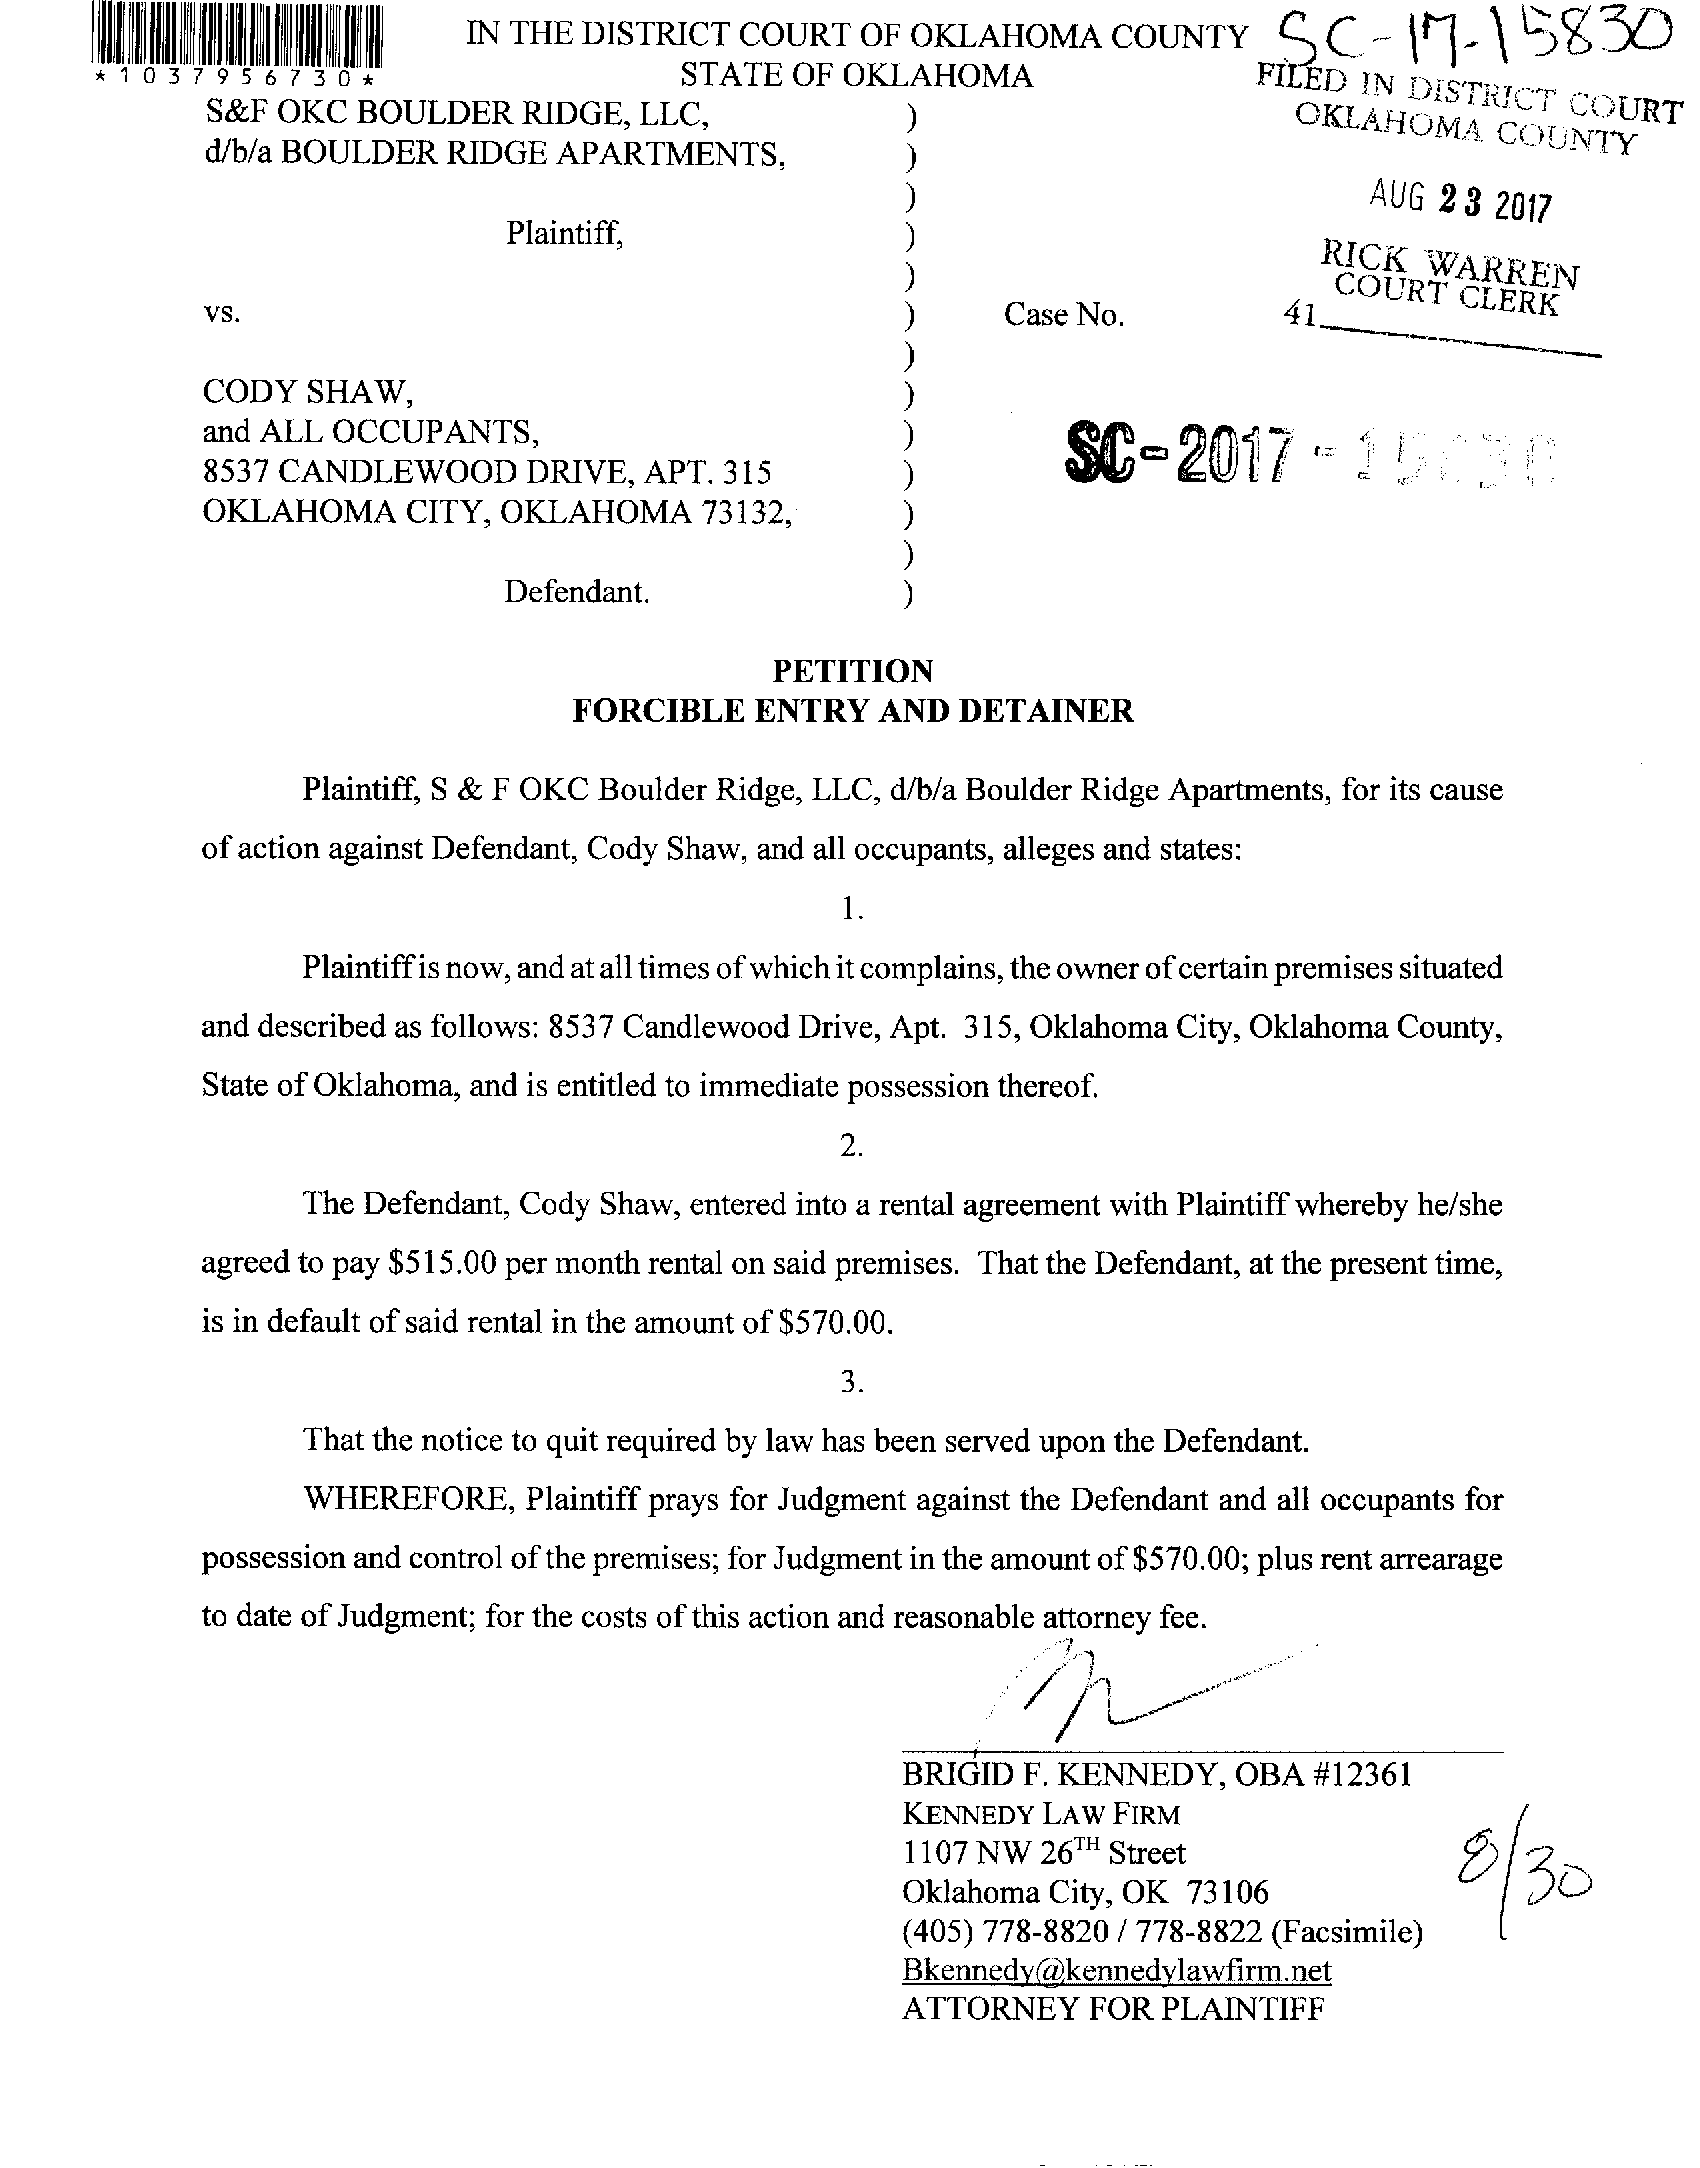 IN THE DISTRICT COURT OF OKLAHOMA COUNTY SC-17-15830
*1037956730*
STATE OF OKLAHOMA
FILED IN DISTRICT COURT
OKLAHOMA COUNTY
S&F OKC BOULDER RIDGE, LLC, )
d/b/a BOULDER RIDGE APARTMENTS, )
)
AUG 23 2017
Plaintiff, )
)
RICK WARREN
COURT CLERK
41
vs. ) Case No.
)
CODY SHAW, )
and ALL OCCUPANTS, )
SC-2017-
8537 CANDLEWOOD DRIVE, APT. 315 )
OKLAHOMA CITY, OKLAHOMA 73132, )
)
Defendant. )
PETITION
FORCIBLE ENTRY AND DETAINER
Plaintiff, S & F OKC Boulder Ridge, LLC, d/b/a Boulder Ridge Apartments, for its cause
of action against Defendant, Cody Shaw, and all occupants, alleges and states:
1.
Plaintiff is now, and at all times of which it complains, the owner of certain premises situated
and described as follows: 8537 Candlewood Drive, Apt. 315, Oklahoma City, Oklahoma County,
State of Oklahoma, and is entitled to immediate possession thereof.
2.
The Defendant, Cody Shaw, entered into a rental agreement with Plaintiff whereby he/she
agreed to pay $515.00 per month rental on said premises. That the Defendant, at the present time,
is in default of said rental in the amount of $570.00.
3.
That the notice to quit required by law has been served upon the Defendant.
WHEREFORE, Plaintiff prays for Judgment against the Defendant and all occupants for
possession and control of the premises; for Judgment in the amount of $570.00; plus rent arrearage
to date of Judgment; for the costs of this action and reasonable attorney fee.
BRIGID F. KENNEDY, OBA #12361
KENNEDY LAW FIRM
1107 NW 26TH Street
Oklahoma City, OK 73106
(405) 778-8820 / 778-8822 (Facsimile)
Bkennedy@kennedylawfirm.net
ATTORNEY FOR PLAINTIFF
8/30